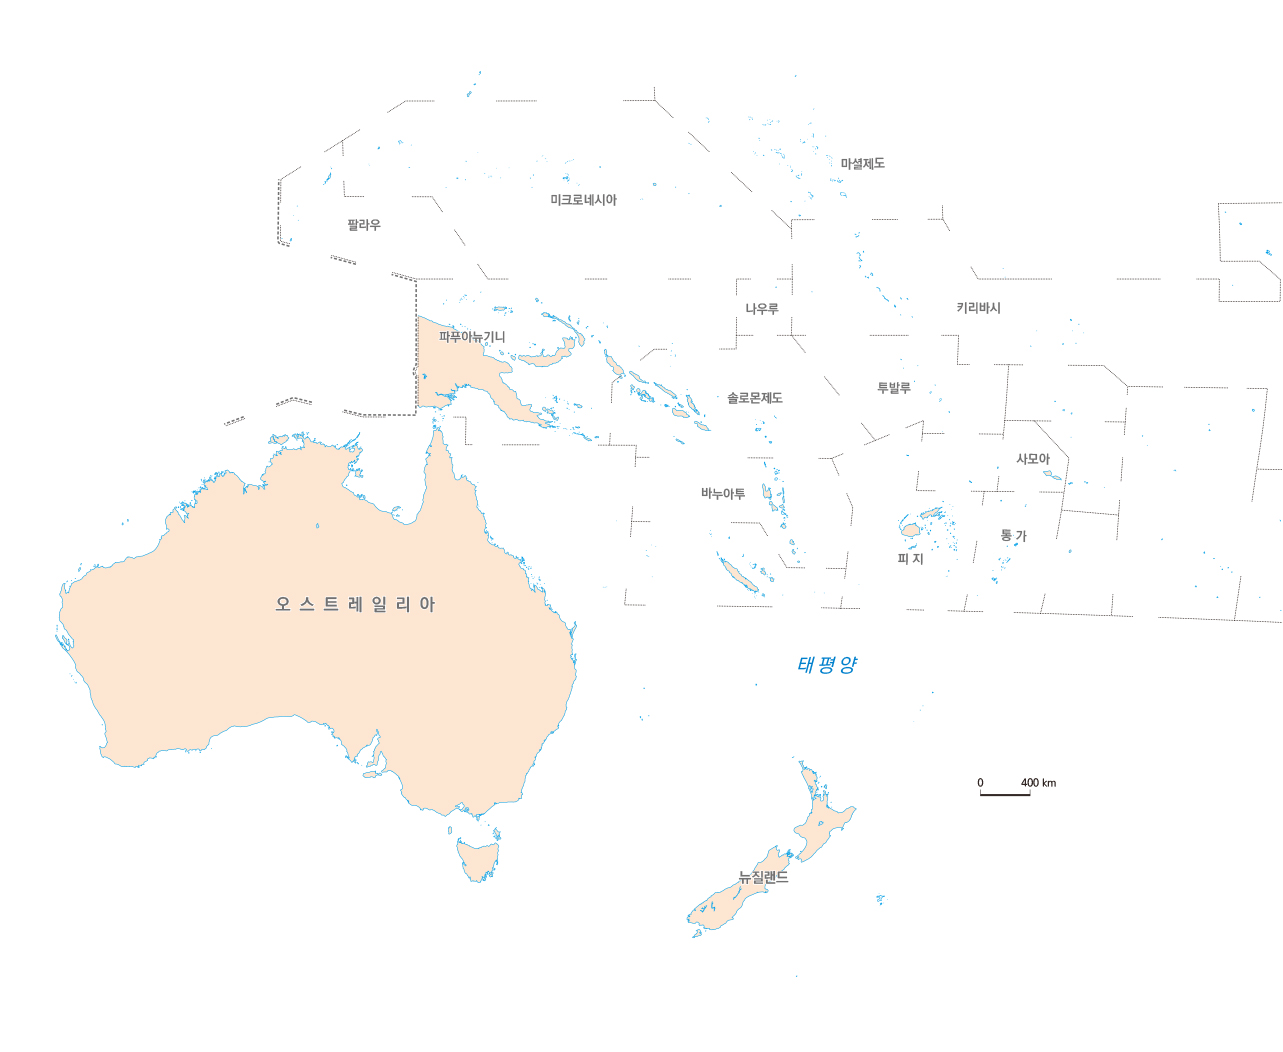 마셜제도
미크로네시아
팔라우
나우루
키리바시
파푸아뉴기니
투발루
솔로몬제도
사모아
바누아투
통 가
피 지
오 스 트 레 일 리 아
태 평 양
0 400 km
뉴질랜드